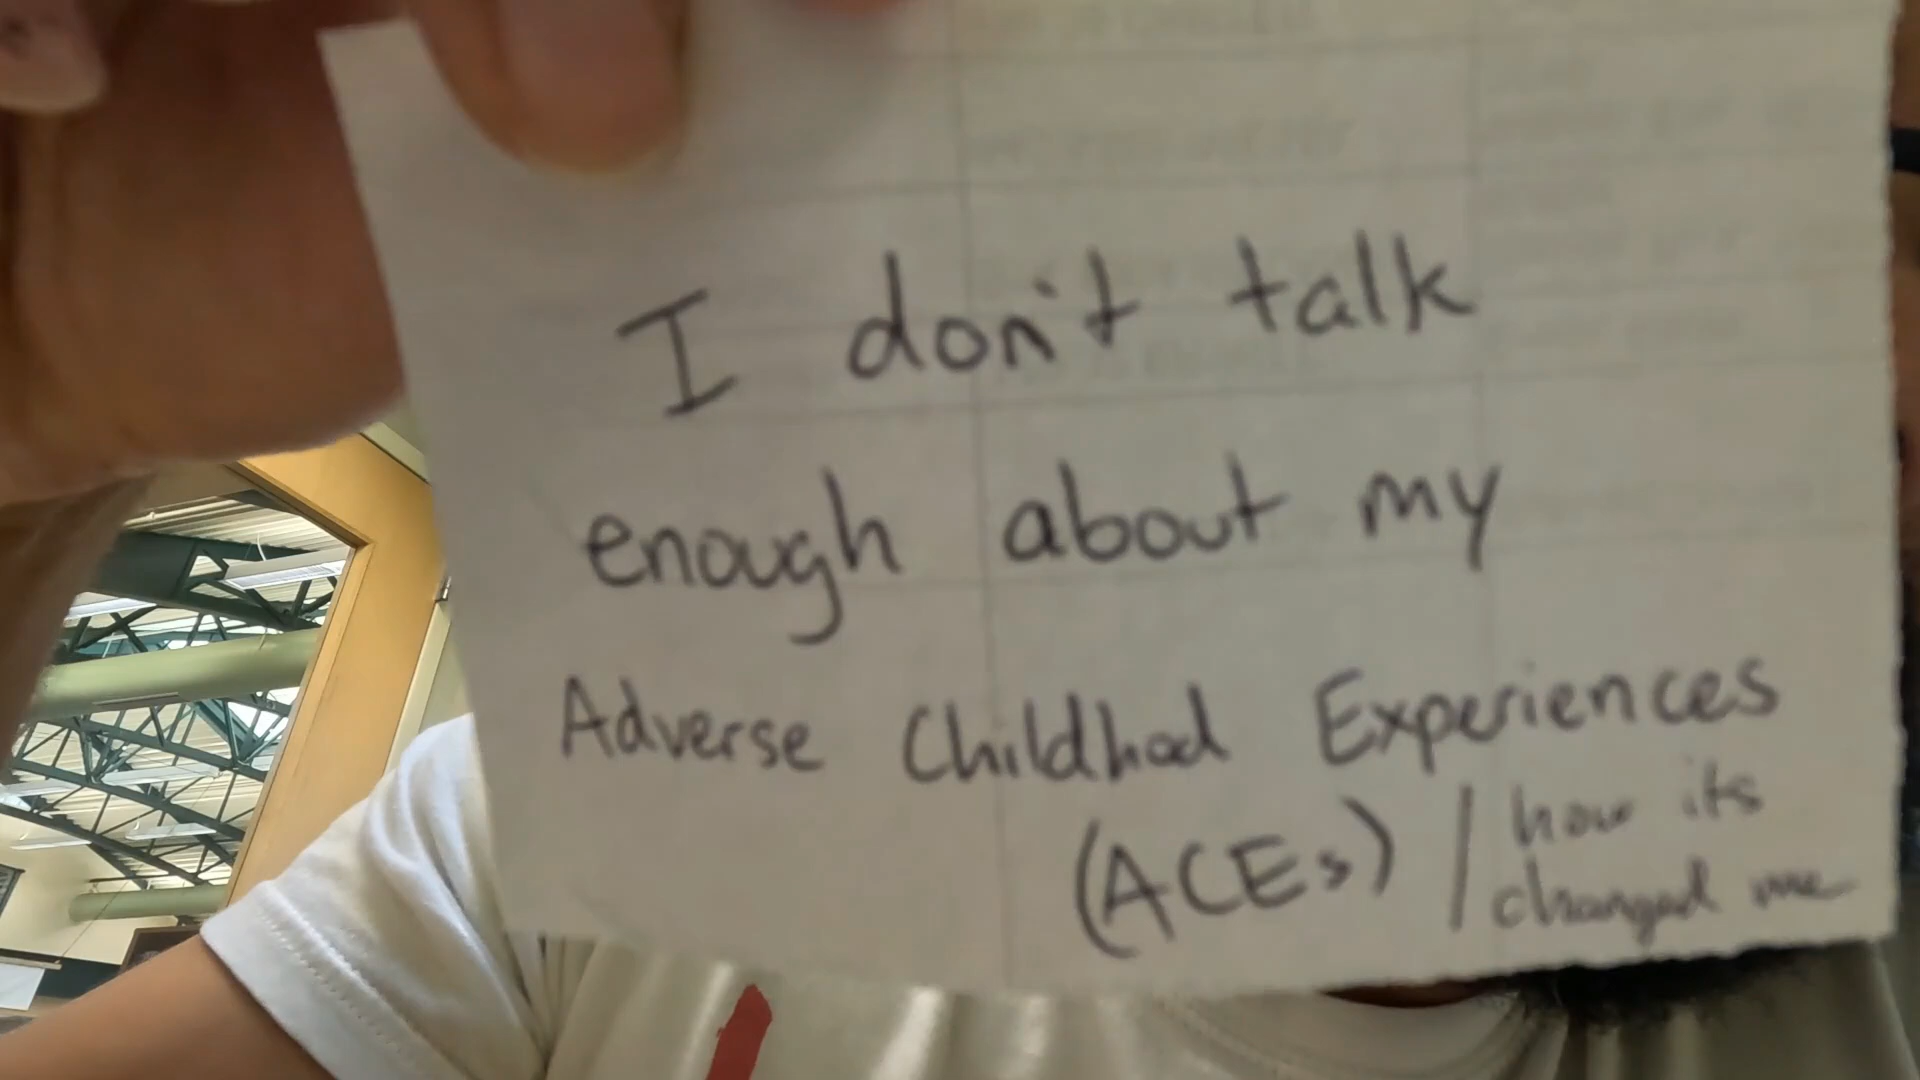 I don't talk
enough about my
Adverse Childhood Experiences
(ACEs) / how its
changed me